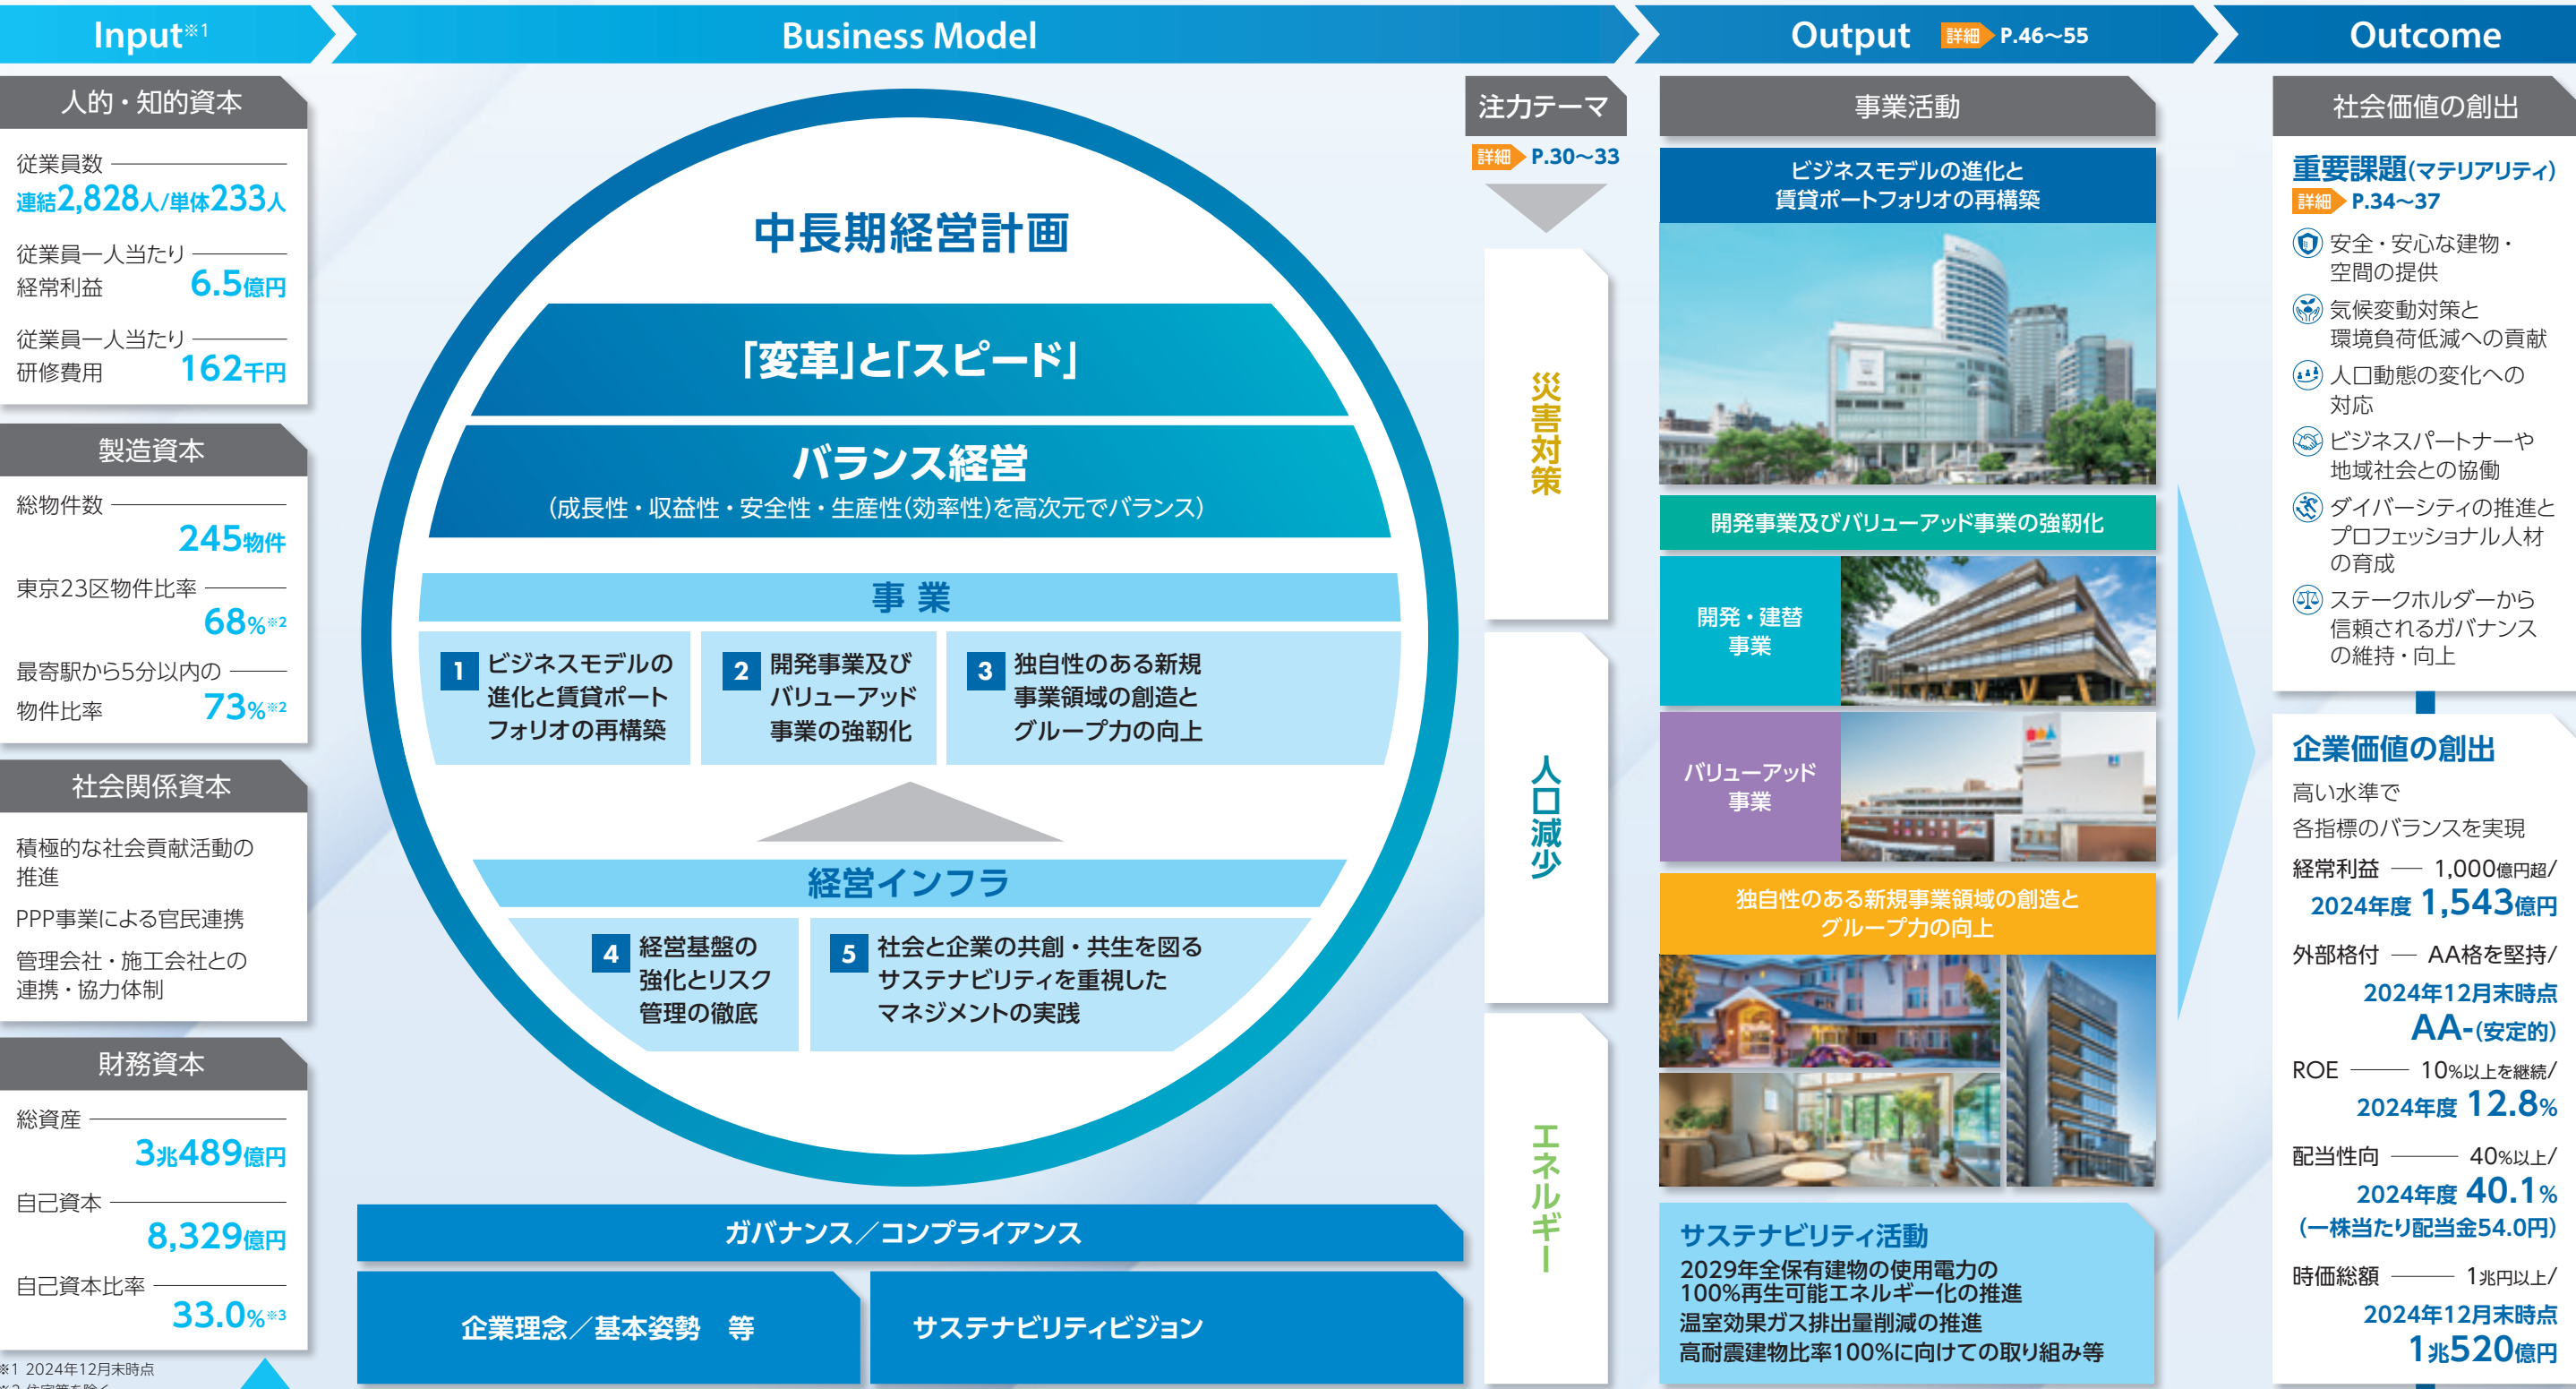 Input※1
Business Model
Output 詳細 P.46～55
Outcome
人的・知的資本
従業員数
連結2,828人/単体233人
従業員一人当たり
経常利益 6.5億円
従業員一人当たり
研修費用 162千円
製造資本
総物件数
245物件
東京23区物件比率
68%※2
最寄駅から5分以内の
物件比率 73%※2
社会関係資本
積極的な社会貢献活動の
推進
PPP事業による官民連携
管理会社・施工会社との
連携・協力体制
財務資本
総資産
3兆489億円
自己資本
8,329億円
自己資本比率
33.0%※3
※1 2024年12月末時点
※2 住宅等を除く
中長期経営計画
「変革」と「スピード」
バランス経営
(成長性・収益性・安全性・生産性(効率性)を高次元でバランス)
事 業
1 ビジネスモデルの
進化と賃貸ポート
フォリオの再構築
2 開発事業及び
バリューアッド
事業の強靭化
3 独自性のある新規
事業領域の創造と
グループ力の向上
経営インフラ
4 経営基盤の
強化とリスク
管理の徹底
5 社会と企業の共創・共生を図る
サステナビリティを重視した
マネジメントの実践
ガバナンス／コンプライアンス
企業理念／基本姿勢 等
サステナビリティビジョン
注力テーマ
詳細 P.30～33
災害対策
人口減少
エネルギー
事業活動
ビジネスモデルの進化と
賃貸ポートフォリオの再構築
開発事業及びバリューアッド事業の強靭化
開発・建替
事業
バリューアッド
事業
独自性のある新規事業領域の創造と
グループ力の向上
サステナビリティ活動
2029年全保有建物の使用電力の
100%再生可能エネルギー化の推進
温室効果ガス排出量削減の推進
高耐震建物比率100%に向けての取り組み等
社会価値の創出
重要課題(マテリアリティ)
詳細 P.34～37
安全・安心な建物・
空間の提供
気候変動対策と
環境負荷低減への貢献
人口動態の変化への
対応
ビジネスパートナーや
地域社会との協働
ダイバーシティの推進と
プロフェッショナル人材
の育成
ステークホルダーから
信頼されるガバナンス
の維持・向上
企業価値の創出
高い水準で
各指標のバランスを実現
経常利益 1,000億円超/
2024年度 1,543億円
外部格付 AA格を堅持/
2024年12月末時点
AA-(安定的)
ROE 10%以上を継続/
2024年度 12.8%
配当性向 40%以上/
2024年度 40.1%
(一株当たり配当金54.0円)
時価総額 1兆円以上/
2024年12月末時点
1兆520億円